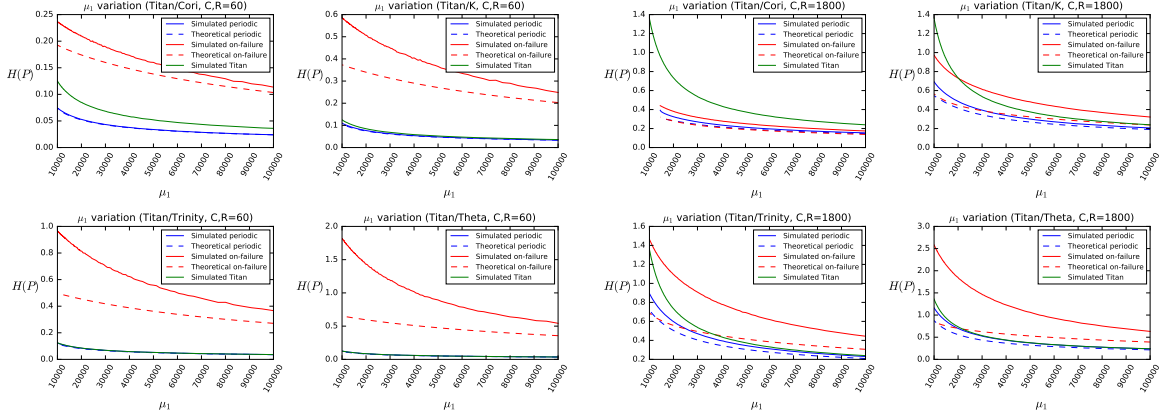 μ₁ variation (Titan/Cori, C,R=60)
H(P)
0.25
0.20
0.15
0.10
0.05
0.00
Simulated periodic
Theoretical periodic
Simulated on-failure
Theoretical on-failure
Simulated Titan
10000
20000
30000
40000
50000
60000
70000
80000
90000
100000
μ₁
μ₁ variation (Titan/K, C,R=60)
H(P)
0.6
0.5
0.4
0.3
0.2
0.1
0.0
Simulated periodic
Theoretical periodic
Simulated on-failure
Theoretical on-failure
Simulated Titan
10000
20000
30000
40000
50000
60000
70000
80000
90000
100000
μ₁
μ₁ variation (Titan/Cori, C,R=1800)
H(P)
1.4
1.2
1.0
0.8
0.6
0.4
0.2
0.0
Simulated periodic
Theoretical periodic
Simulated on-failure
Theoretical on-failure
Simulated Titan
10000
20000
30000
40000
50000
60000
70000
80000
90000
100000
μ₁
μ₁ variation (Titan/K, C,R=1800)
H(P)
1.4
1.2
1.0
0.8
0.6
0.4
0.2
0.0
Simulated periodic
Theoretical periodic
Simulated on-failure
Theoretical on-failure
Simulated Titan
10000
20000
30000
40000
50000
60000
70000
80000
90000
100000
μ₁
μ₁ variation (Titan/Trinity, C,R=60)
H(P)
1.0
0.8
0.6
0.4
0.2
0.0
Simulated periodic
Theoretical periodic
Simulated on-failure
Theoretical on-failure
Simulated Titan
10000
20000
30000
40000
50000
60000
70000
80000
90000
100000
μ₁
μ₁ variation (Titan/Theta, C,R=60)
H(P)
2.0
1.5
1.0
0.5
0.0
Simulated periodic
Theoretical periodic
Simulated on-failure
Theoretical on-failure
Simulated Titan
10000
20000
30000
40000
50000
60000
70000
80000
90000
100000
μ₁
μ₁ variation (Titan/Trinity, C,R=1800)
H(P)
1.6
1.4
1.2
1.0
0.8
0.6
0.4
0.2
Simulated periodic
Theoretical periodic
Simulated on-failure
Theoretical on-failure
Simulated Titan
10000
20000
30000
40000
50000
60000
70000
80000
90000
100000
μ₁
μ₁ variation (Titan/Theta, C,R=1800)
H(P)
3.0
2.5
2.0
1.5
1.0
0.5
0.0
Simulated periodic
Theoretical periodic
Simulated on-failure
Theoretical on-failure
Simulated Titan
10000
20000
30000
40000
50000
60000
70000
80000
90000
100000
μ₁